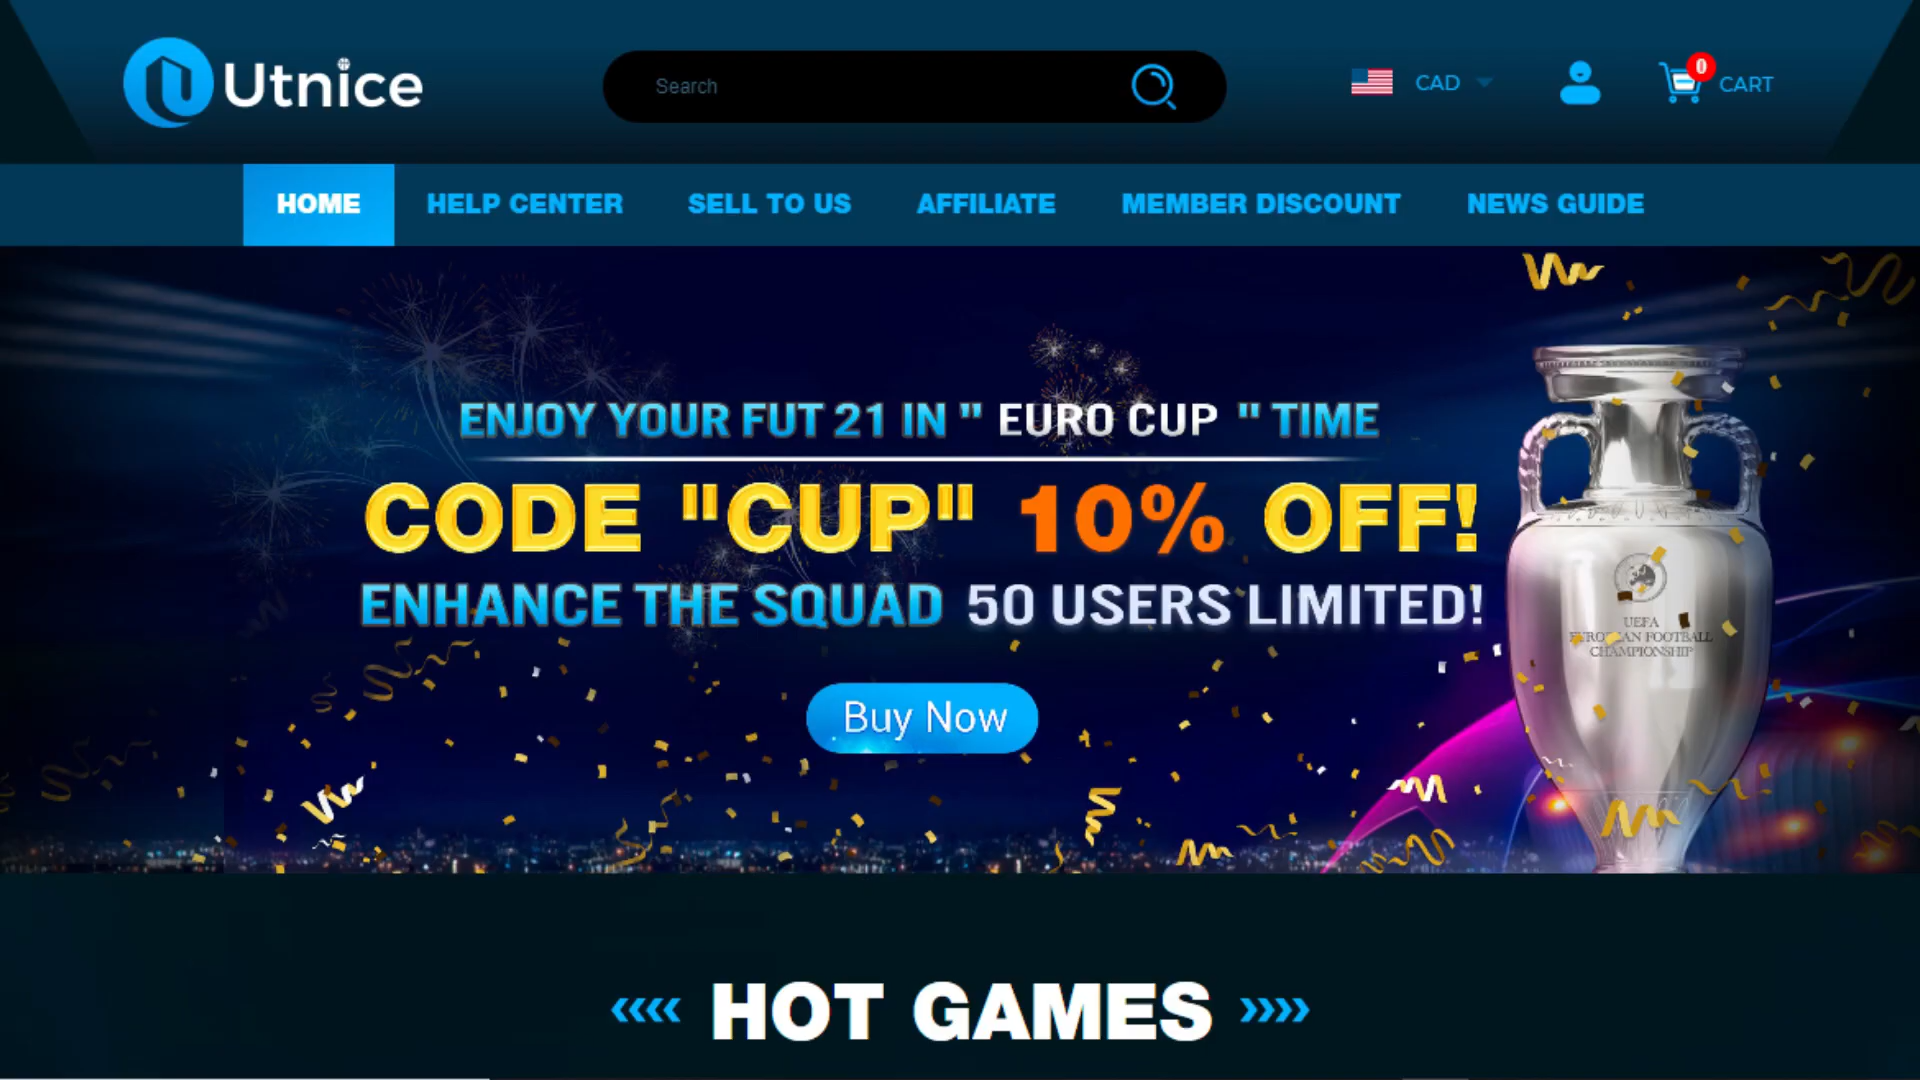 Utnice
Search
CAD
0
CART
HOME
HELP CENTER
SELL TO US
AFFILIATE
MEMBER DISCOUNT
NEWS GUIDE
ENJOY YOUR FUT 21 IN " EURO CUP " TIME
CODE "CUP" 10% OFF!
ENHANCE THE SQUAD 50 USERS LIMITED!
UEFA
EUROPEAN FOOTBALL
CHAMPIONSHIP
Buy Now
«« HOT GAMES »»